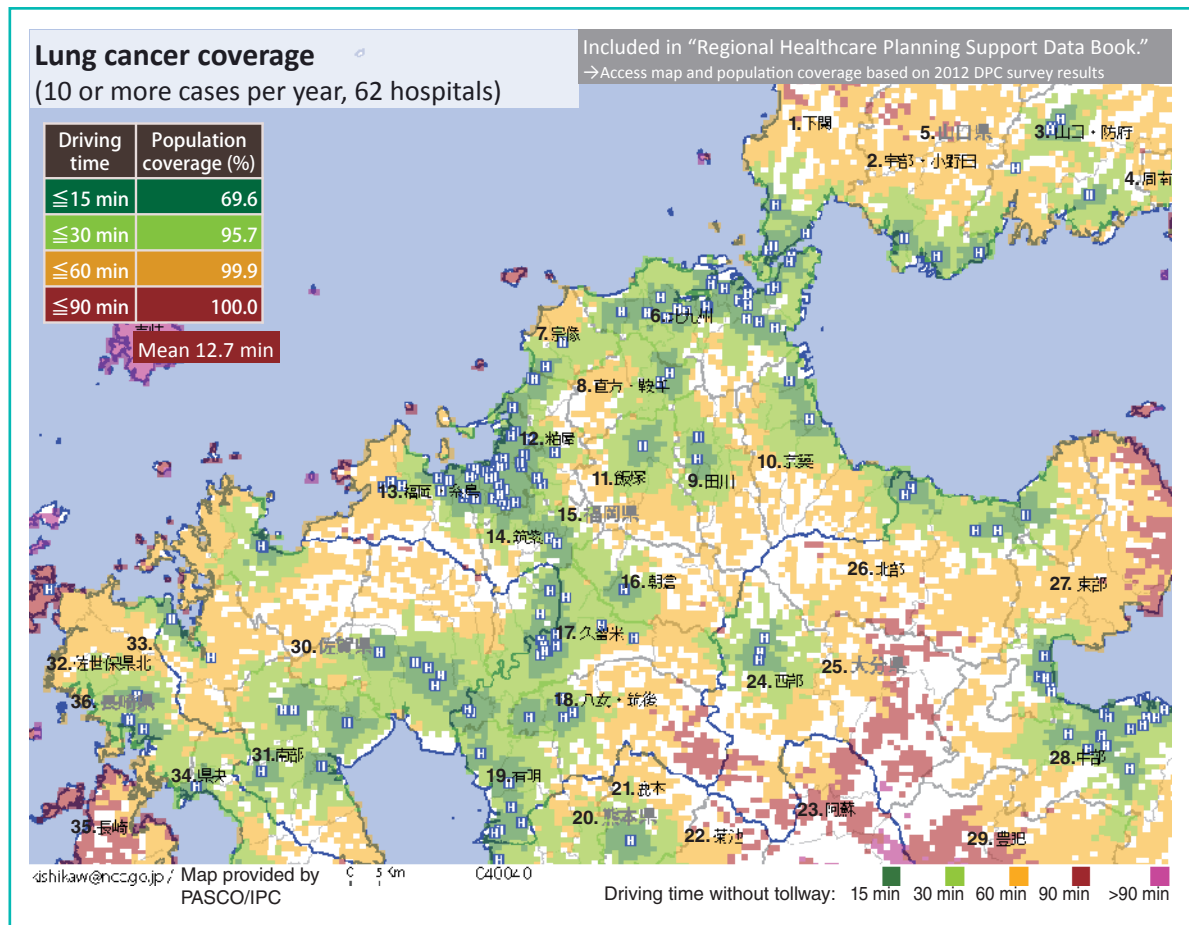 Lung cancer coverage
(10 or more cases per year, 62 hospitals)
Included in “Regional Healthcare Planning Support Data Book.”
→Access map and population coverage based on 2012 DPC survey results
Driving time
Population coverage (%)
≦15 min 69.6
≦30 min 95.7
≦60 min 99.9
≦90 min 100.0
Mean 12.7 min
1. 下関
5. 山口県
3. 山口・防府
2. 宇部・小野田
4. 周南
6. 北九州
7. 宗像
8. 直方・鞍手
12. 粕屋
10. 京築
11. 飯塚
9. 田川
13. 福岡・糸島
15. 福岡県
14. 筑紫
16. 朝倉
26. 北部
27. 東部
17. 久留米
33.
30. 佐賀県
32. 佐世保県北
25. 大分県
24. 西部
36. 長崎県
18. 八女・筑後
31. 南部
28. 中部
34. 県央
19. 有明
21. 鹿本
35. 長崎
20. 熊本県
22. 菊池
23. 阿蘇
29. 豊肥
Map provided by
PASCO/IPC
0 5 Km
Driving time without tollway: 15 min 30 min 60 min 90 min >90 min